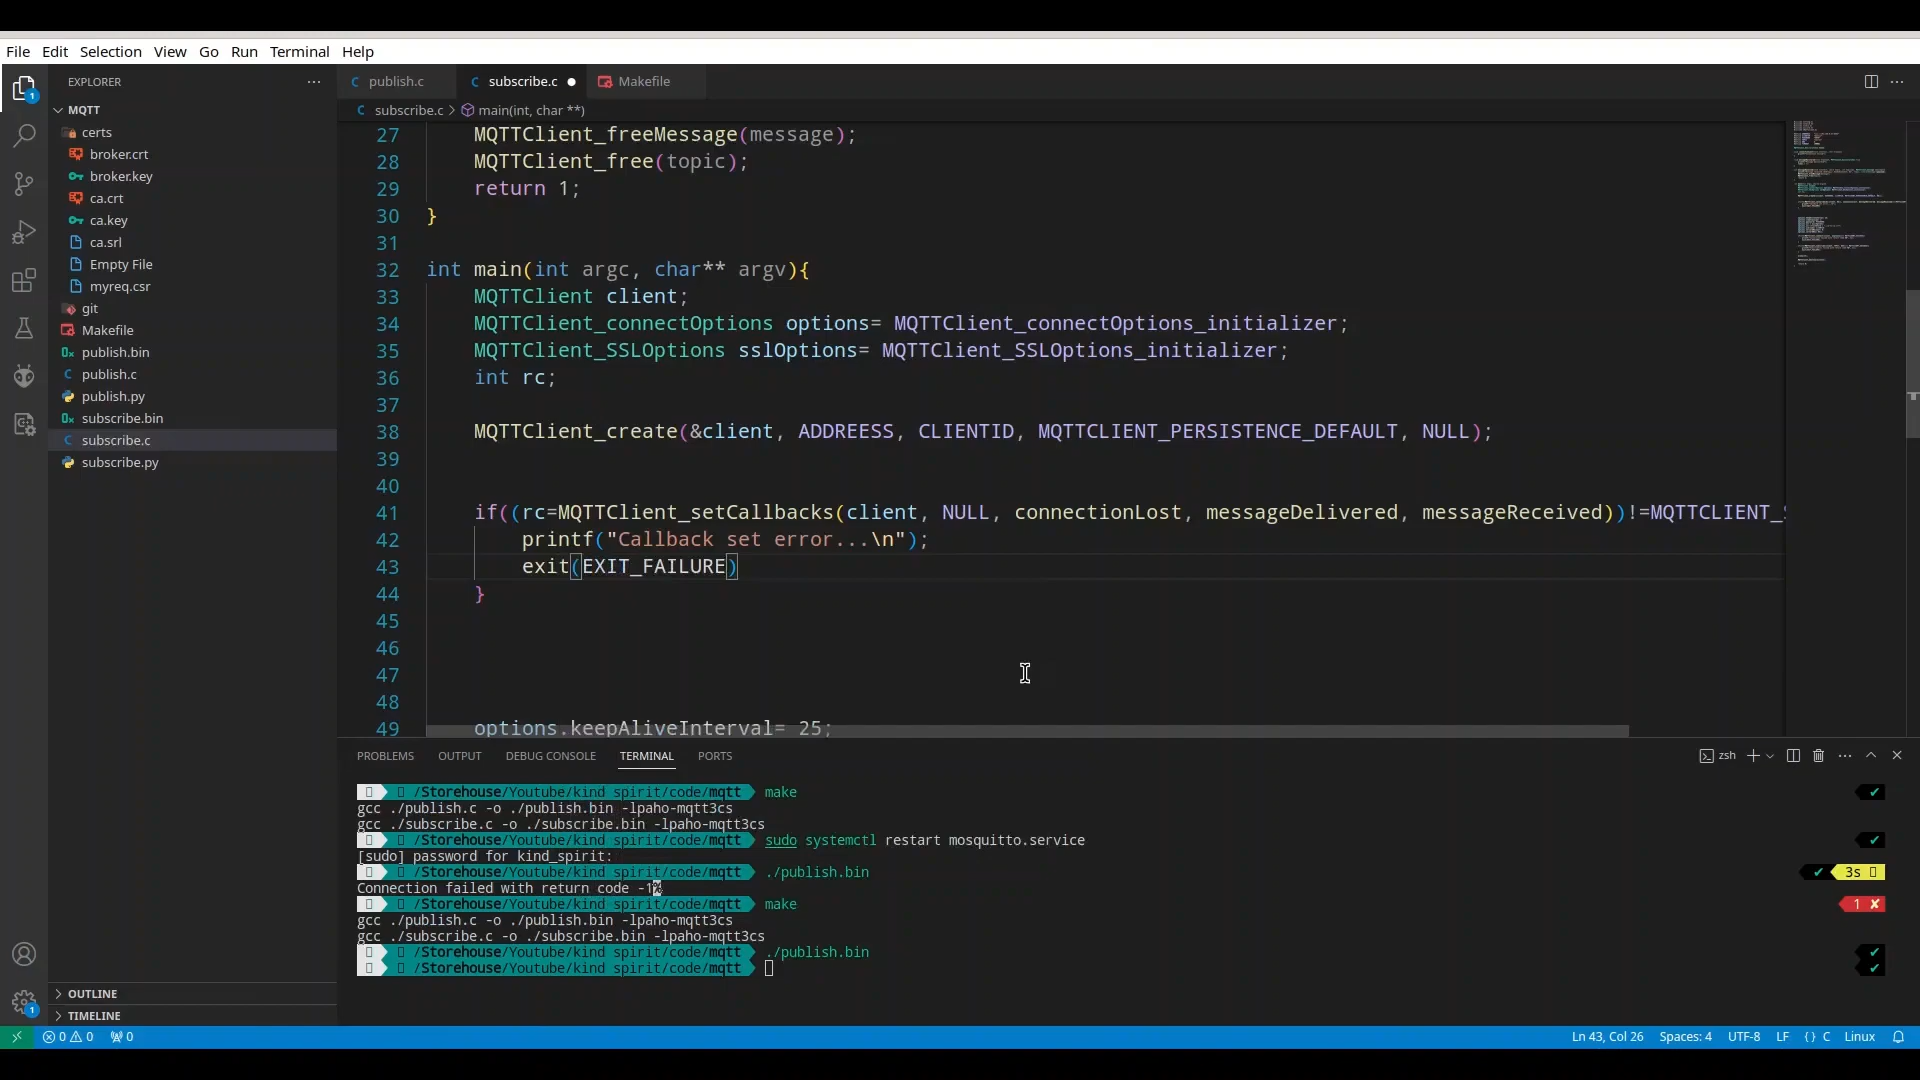 File Edit Selection View Go Run Terminal Help
EXPLORER
MQTT
certs
broker.crt
broker.key
ca.crt
ca.key
ca.srl
Empty File
myreq.csr
git
Makefile
publish.bin
publish.c
publish.py
subscribe.bin
subscribe.c
subscribe.py
OUTLINE
TIMELINE
publish.c subscribe.c Makefile
subscribe.c > main(int, char **)
27 MQTTClient_freeMessage(message);
28 MQTTClient_free(topic);
29 return 1;
30 }
31
32 int main(int argc, char** argv){
33 MQTTClient client;
34 MQTTClient_connectOptions options= MQTTClient_connectOptions_initializer;
35 MQTTClient_SSLOptions sslOptions= MQTTClient_SSLOptions_initializer;
36 int rc;
37
38 MQTTClient_create(&client, ADDREESS, CLIENTID, MQTTCLIENT_PERSISTENCE_DEFAULT, NULL);
39
40
41 if((rc=MQTTClient_setCallbacks(client, NULL, connectionLost, messageDelivered, messageReceived))!=MQTTCLIENT_
42 printf("Callback set error...\n");
43 exit(EXIT_FAILURE)
44 }
45
46
47
48
49 options.keepAliveInterval= 25;
PROBLEMS OUTPUT DEBUG CONSOLE TERMINAL PORTS
zsh
/Storehouse/Youtube/kind spirit/code/mqtt make
gcc ./publish.c -o ./publish.bin -lpaho-mqtt3cs
gcc ./subscribe.c -o ./subscribe.bin -lpaho-mqtt3cs
/Storehouse/Youtube/kind spirit/code/mqtt sudo systemctl restart mosquitto.service
[sudo] password for kind_spirit:
/Storehouse/Youtube/kind spirit/code/mqtt ./publish.bin 3s
Connection failed with return code -1%
/Storehouse/Youtube/kind spirit/code/mqtt make 1
gcc ./publish.c -o ./publish.bin -lpaho-mqtt3cs
gcc ./subscribe.c -o ./subscribe.bin -lpaho-mqtt3cs
/Storehouse/Youtube/kind spirit/code/mqtt ./publish.bin
/Storehouse/Youtube/kind spirit/code/mqtt
0 0 0 Ln 43, Col 26 Spaces: 4 UTF-8 LF {} C Linux